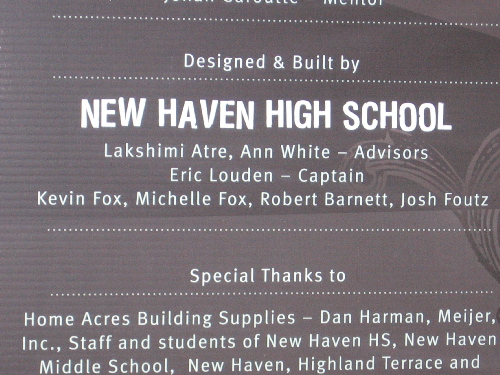 Mentor
Designed & Built by
NEW HAVEN HIGH SCHOOL
Lakshimi Atre, Ann White – Advisors
Eric Louden – Captain
Kevin Fox, Michelle Fox, Robert Barnett, Josh Foutz
Special Thanks to
Home Acres Building Supplies – Dan Harman, Meijer,
Inc., Staff and students of New Haven HS, New Haven
Middle School, New Haven, Highland Terrace and